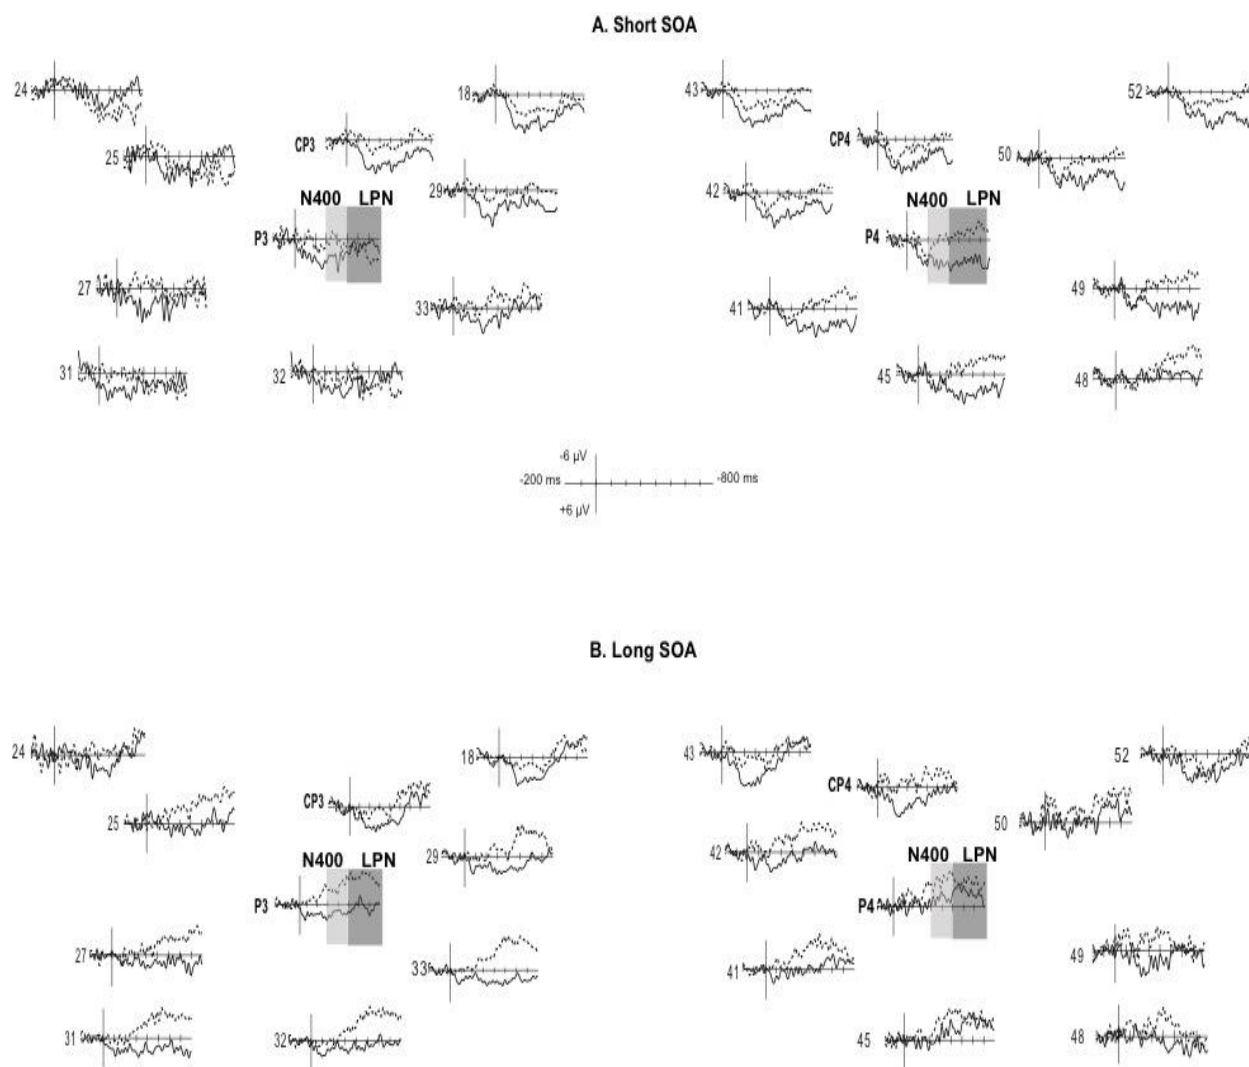 A. Short SOA
24
18
43
52
25
CP3
CP4
50
29
42
N400 LPN
N400 LPN
P3
P4
27
33
41
49
31
32
45
48
-6 µV
-200 ms
-800 ms
+6 µV
B. Long SOA
24
18
43
52
25
CP3
CP4
50
29
42
N400 LPN
N400 LPN
P3
P4
27
33
41
49
31
32
45
48